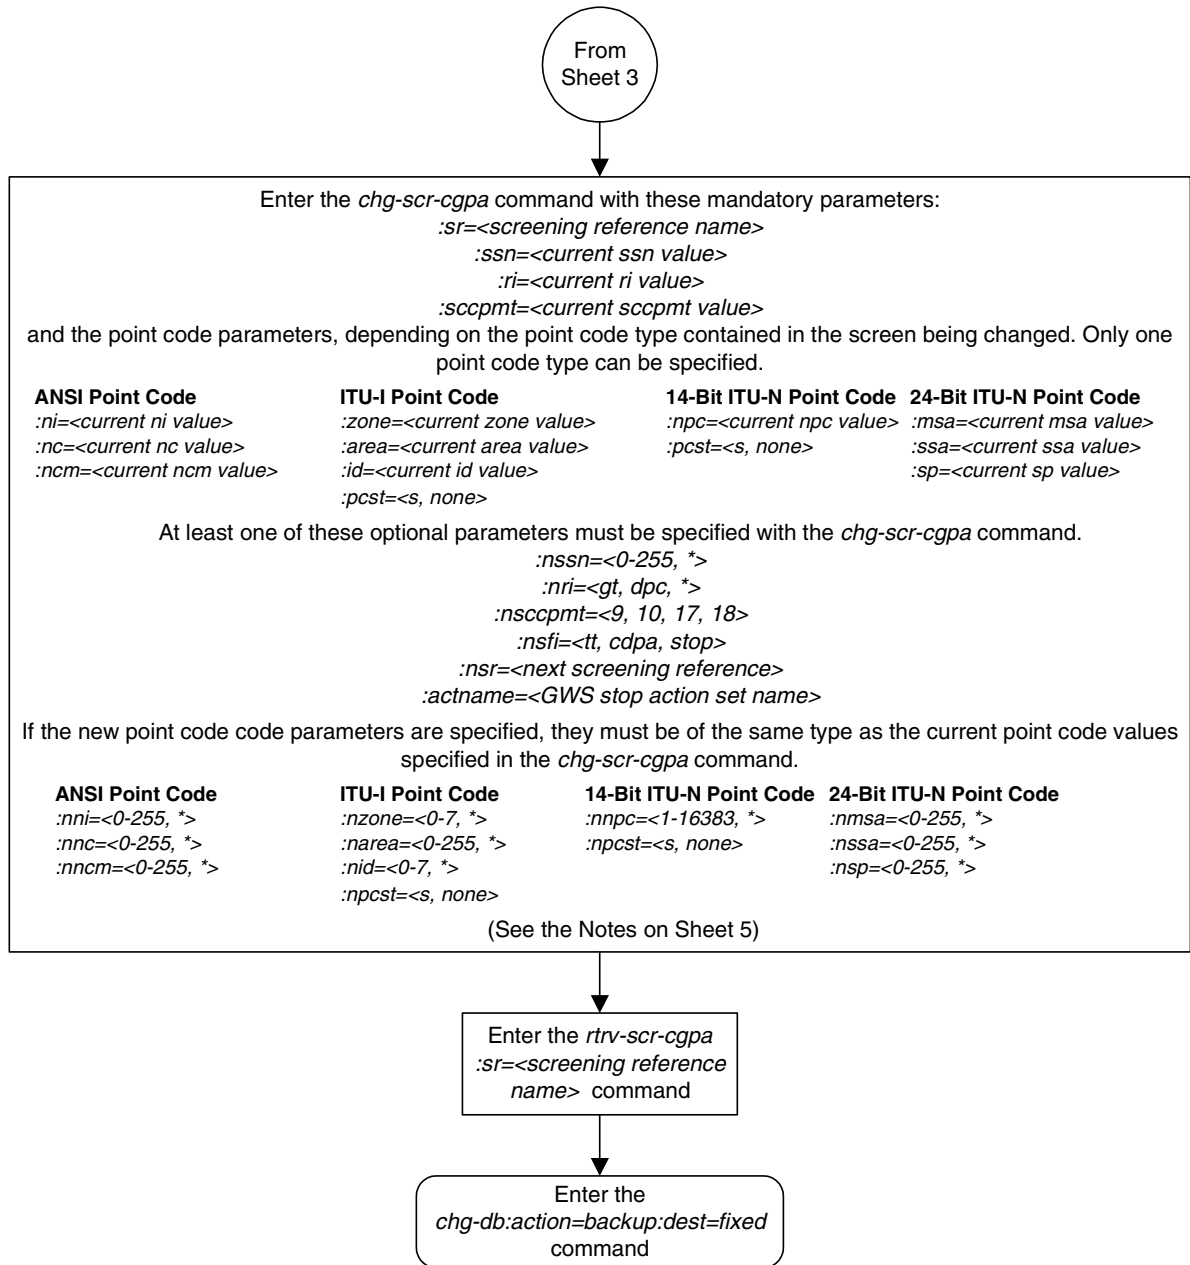 From
Sheet 3
Enter the chg-scr-cgpa command with these mandatory parameters:
:sr=<screening reference name>
:ssn=<current ssn value>
:ri=<current ri value>
:sccpmt=<current sccpmt value>
and the point code parameters, depending on the point code type contained in the screen being changed. Only one
point code type can be specified.
ANSI Point Code
:ni=<current ni value>
:nc=<current nc value>
:ncm=<current ncm value>
ITU-I Point Code
:zone=<current zone value>
:area=<current area value>
:id=<current id value>
:pcst=<s, none>
14-Bit ITU-N Point Code
:npc=<current npc value>
:pcst=<s, none>
24-Bit ITU-N Point Code
:msa=<current msa value>
:ssa=<current ssa value>
:sp=<current sp value>
At least one of these optional parameters must be specified with the chg-scr-cgpa command.
:nssn=<0-255, *>
:nri=<gt, dpc, *>
:nsccpmt=<9, 10, 17, 18>
:nsfi=<tt, cdpa, stop>
:nsr=<next screening reference>
:actname=<GWS stop action set name>
If the new point code code parameters are specified, they must be of the same type as the current point code values
specified in the chg-scr-cgpa command.
ANSI Point Code
:nni=<0-255, *>
:nnc=<0-255, *>
:nncm=<0-255, *>
ITU-I Point Code
:nzone=<0-7, *>
:narea=<0-255, *>
:nid=<0-7, *>
:npcst=<s, none>
14-Bit ITU-N Point Code
:nnpc=<1-16383, *>
:npcst=<s, none>
24-Bit ITU-N Point Code
:nmsa=<0-255, *>
:nssa=<0-255, *>
:nsp=<0-255, *>
(See the Notes on Sheet 5)
Enter the rtrv-scr-cgpa
:sr=<screening reference
name> command
Enter the
chg-db:action=backup:dest=fixed
command